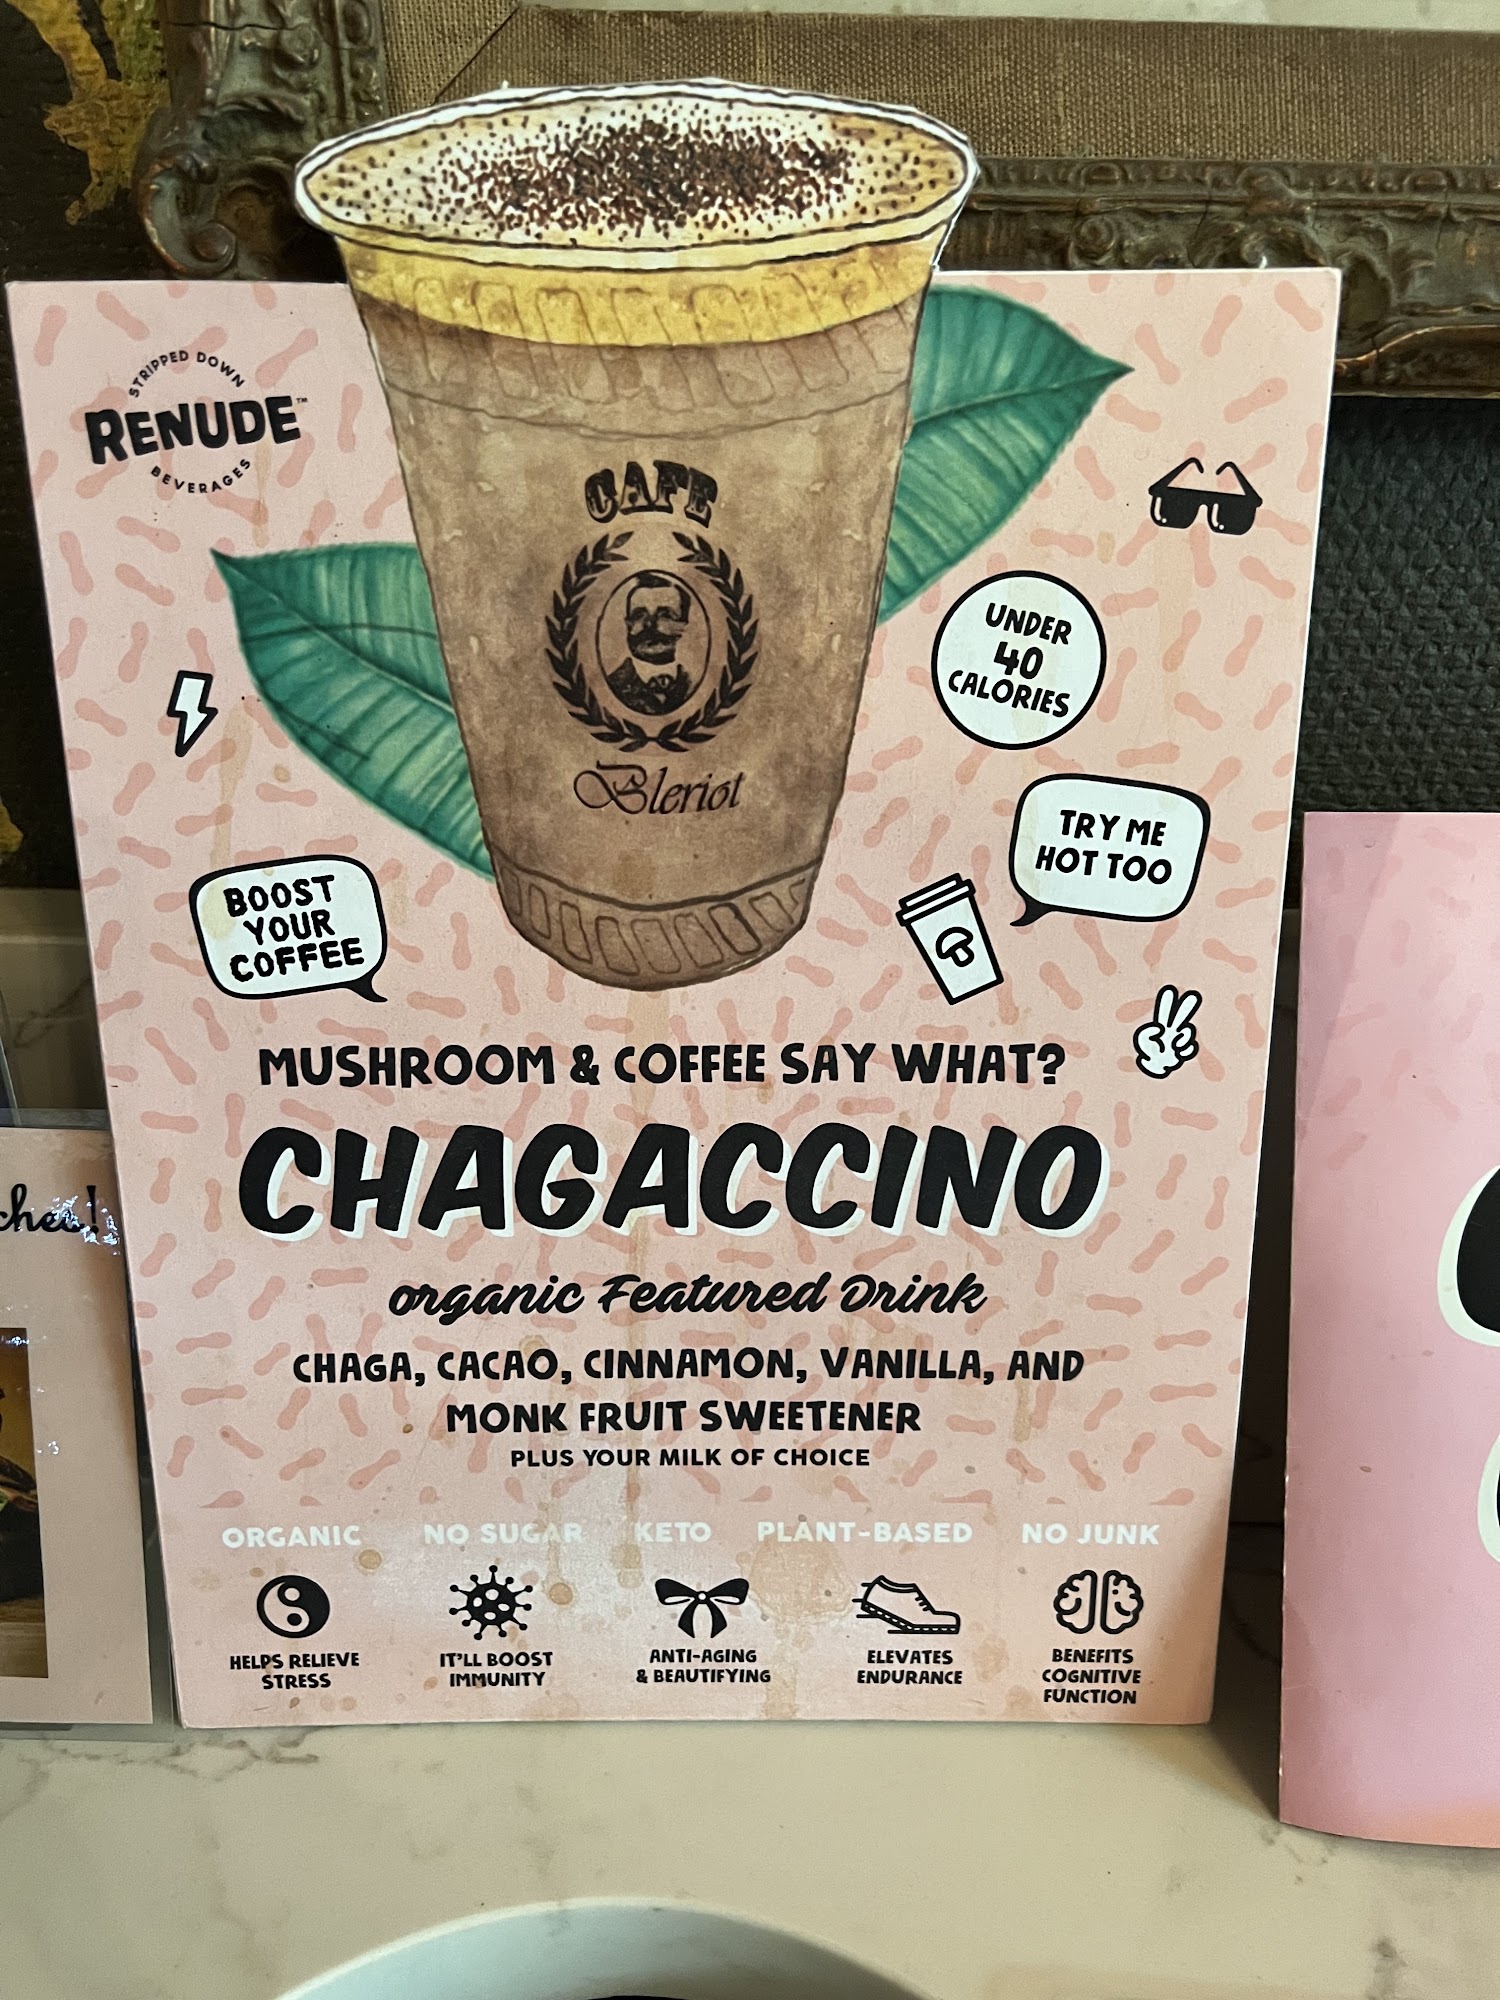 STRIPPED DOWN
RENUDE™
BEVERAGES
CAFE
Bleriot
UNDER
40
CALORIES
TRY ME
HOT TOO
BOOST
YOUR
COFFEE
MUSHROOM & COFFEE SAY WHAT?
CHAGACCINO
organic Featured Drink
CHAGA, CACAO, CINNAMON, VANILLA, AND
MONK FRUIT SWEETENER
PLUS YOUR MILK OF CHOICE
ORGANIC NO SUGAR KETO PLANT-BASED NO JUNK
HELPS RELIEVE
STRESS
IT'LL BOOST
IMMUNITY
ANTI-AGING
& BEAUTIFYING
ELEVATES
ENDURANCE
BENEFITS
COGNITIVE
FUNCTION